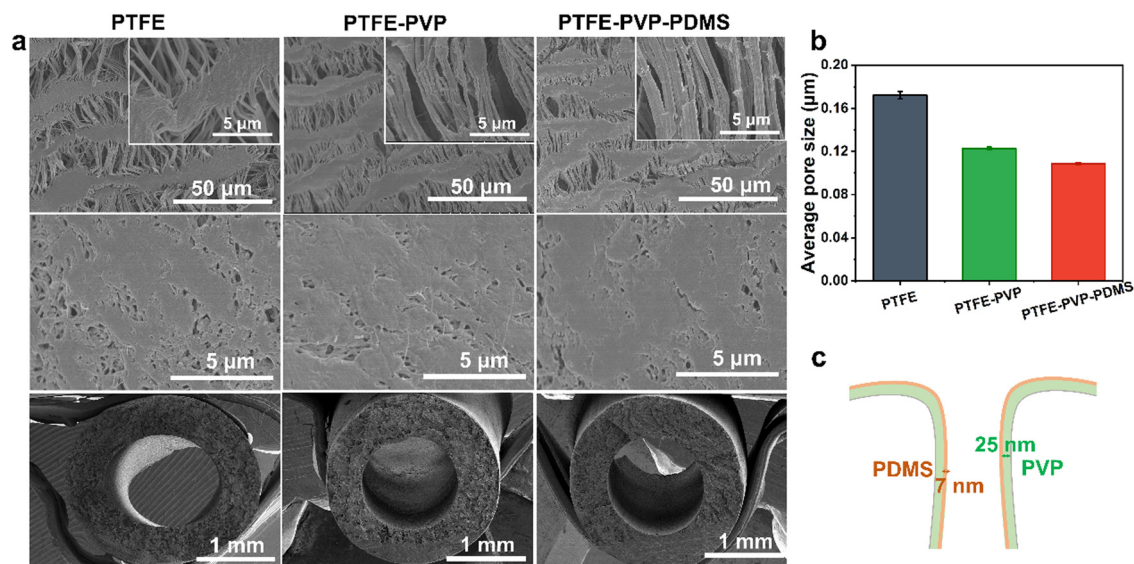 a
PTFE
PTFE-PVP
PTFE-PVP-PDMS
5 µm
5 µm
5 µm
50 µm
50 µm
50 µm
5 µm
5 µm
5 µm
1 mm
1 mm
1 mm
b
Average pore size (µm)
0.20
0.16
0.12
0.08
0.04
0.00
PTFE
PTFE-PVP
PTFE-PVP-PDMS
c
25 nm
PDMS
PVP
7 nm